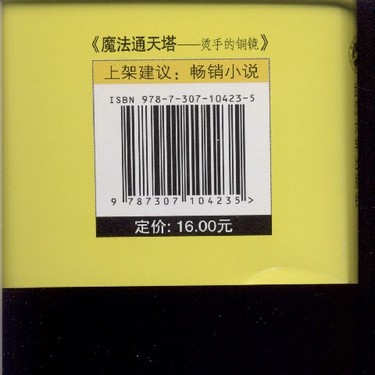 《魔法通天塔——烫手的铜镜》
上架建议：畅销小说
ISBN 978-7-307-10423-5
9 787307 104235 >
定价: 16.00元